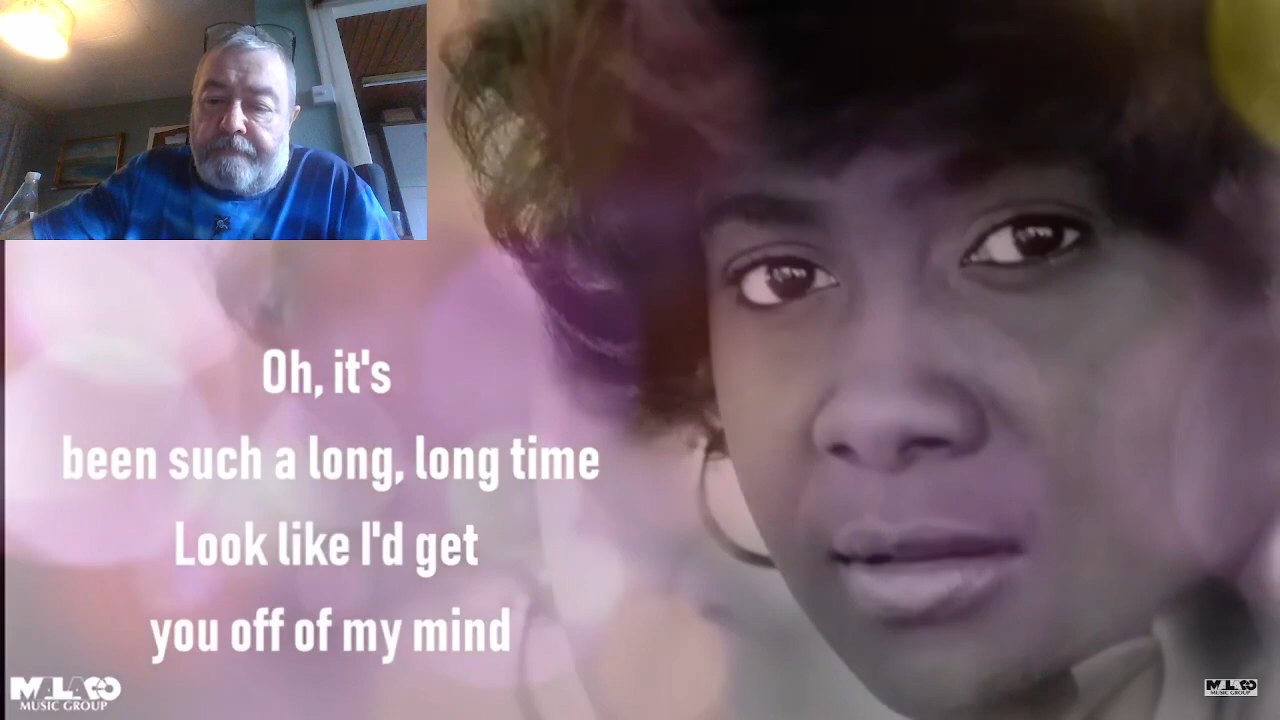 Oh, it's
been such a long, long time
Look like I'd get
you off of my mind
MALACO
MUSIC GROUP
MALACO
MUSIC GROUP